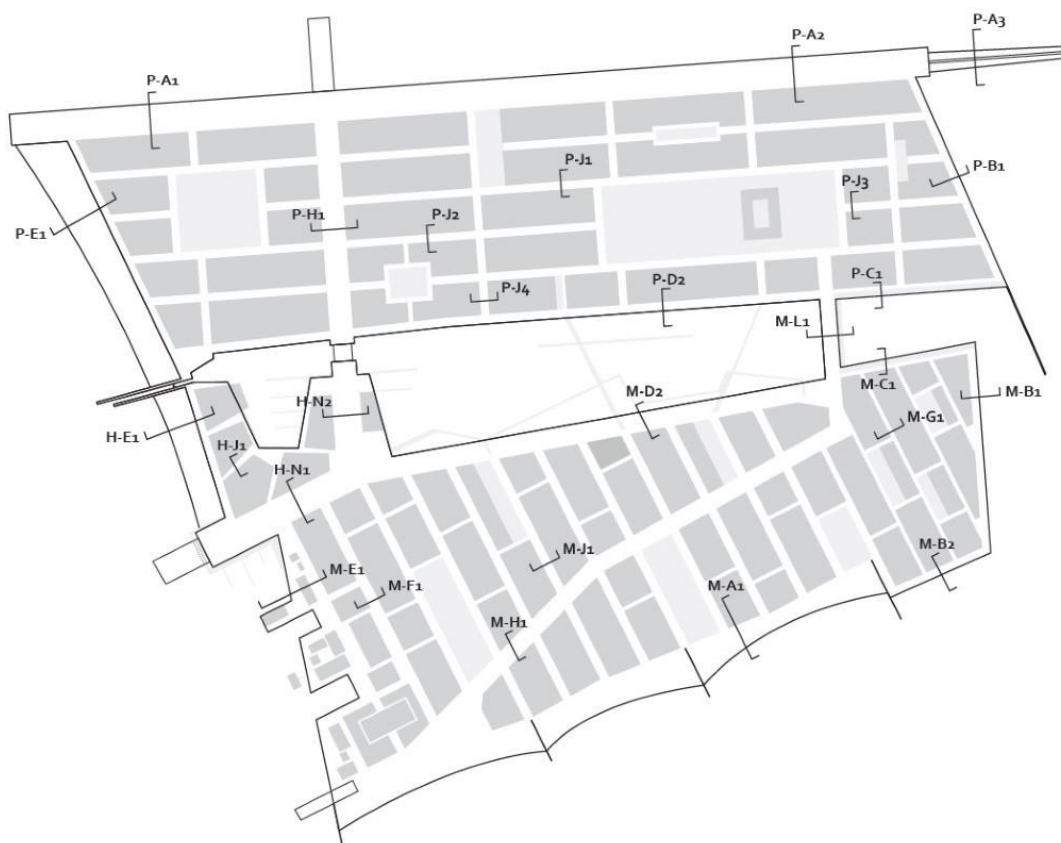 P-A3
P-A2
P-A1
P-J1
P-B1
P-J3
P-H1
P-J2
P-E1
P-C1
P-D2
P-J4
M-L1
M-C1
M-D2
M-B1
H-N2
M-G1
H-E1
H-J1
H-N1
M-J1
M-B2
M-E1
M-F1
M-A1
M-H1